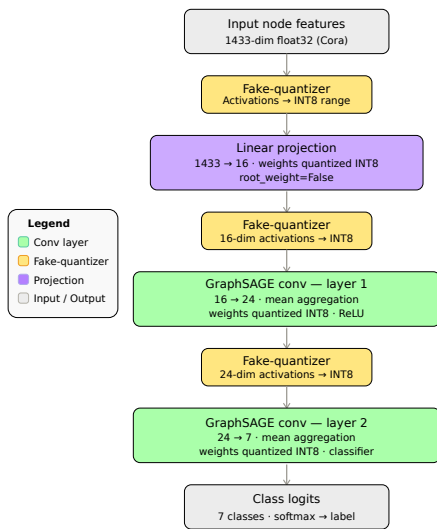 Input node features
1433-dim float32 (Cora)
Fake-quantizer
Activations → INT8 range
Linear projection
1433 → 16 · weights quantized INT8
root_weight=False
Fake-quantizer
16-dim activations → INT8
Legend
Conv layer
Fake-quantizer
Projection
Input / Output
GraphSAGE conv — layer 1
16 → 24 · mean aggregation
weights quantized INT8 · ReLU
Fake-quantizer
24-dim activations → INT8
GraphSAGE conv — layer 2
24 → 7 · mean aggregation
weights quantized INT8 · classifier
Class logits
7 classes · softmax → label